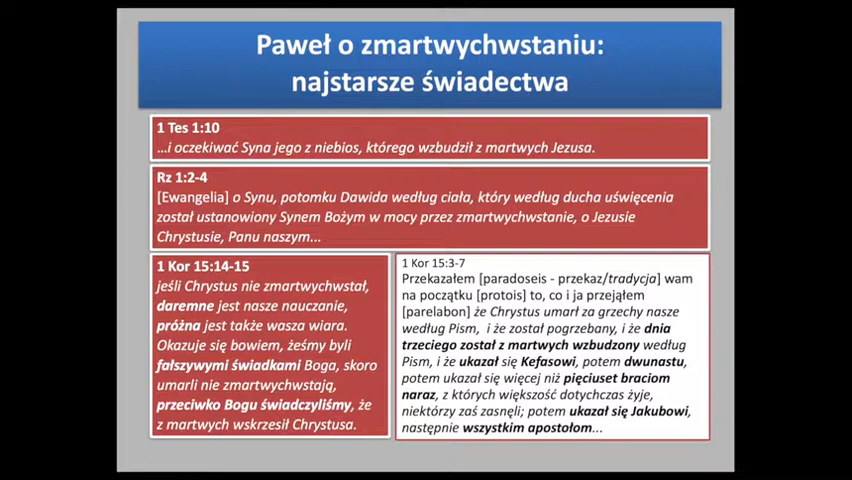 Paweł o zmartwychwstaniu:
najstarsze świadectwa
1 Tes 1:10
…i oczekiwać Syna jego z niebios, którego wzbudził z martwych Jezusa.
Rz 1:2-4
[Ewangelia] o Synu, potomku Dawida według ciała, który według ducha uświęcenia
został ustanowiony Synem Bożym w mocy przez zmartwychwstanie, o Jezusie
Chrystusie, Panu naszym...
1 Kor 15:14-15
jeśli Chrystus nie zmartwychwstał,
daremne jest nasze nauczanie,
próżna jest także wasza wiara.
Okazuje się bowiem, żeśmy byli
fałszywymi świadkami Boga, skoro
umarli nie zmartwychwstają,
przeciwko Bogu świadczyliśmy, że
z martwych wskrzesił Chrystusa.
1 Kor 15:3-7
Przekazałem [paradoseis - przekaz/tradycja] wam
na początku [protois] to, co i ja przejąłem
[parelabon] że Chrystus umarł za grzechy nasze
według Pism, i że został pogrzebany, i że dnia
trzeciego został z martwych wzbudzony według
Pism, i że ukazał się Kefasowi, potem dwunastu,
potem ukazał się więcej niż pięciuset braciom
naraz, z których większość dotychczas żyje,
niektórzy zaś zasnęli; potem ukazał się Jakubowi,
następnie wszystkim apostołom...